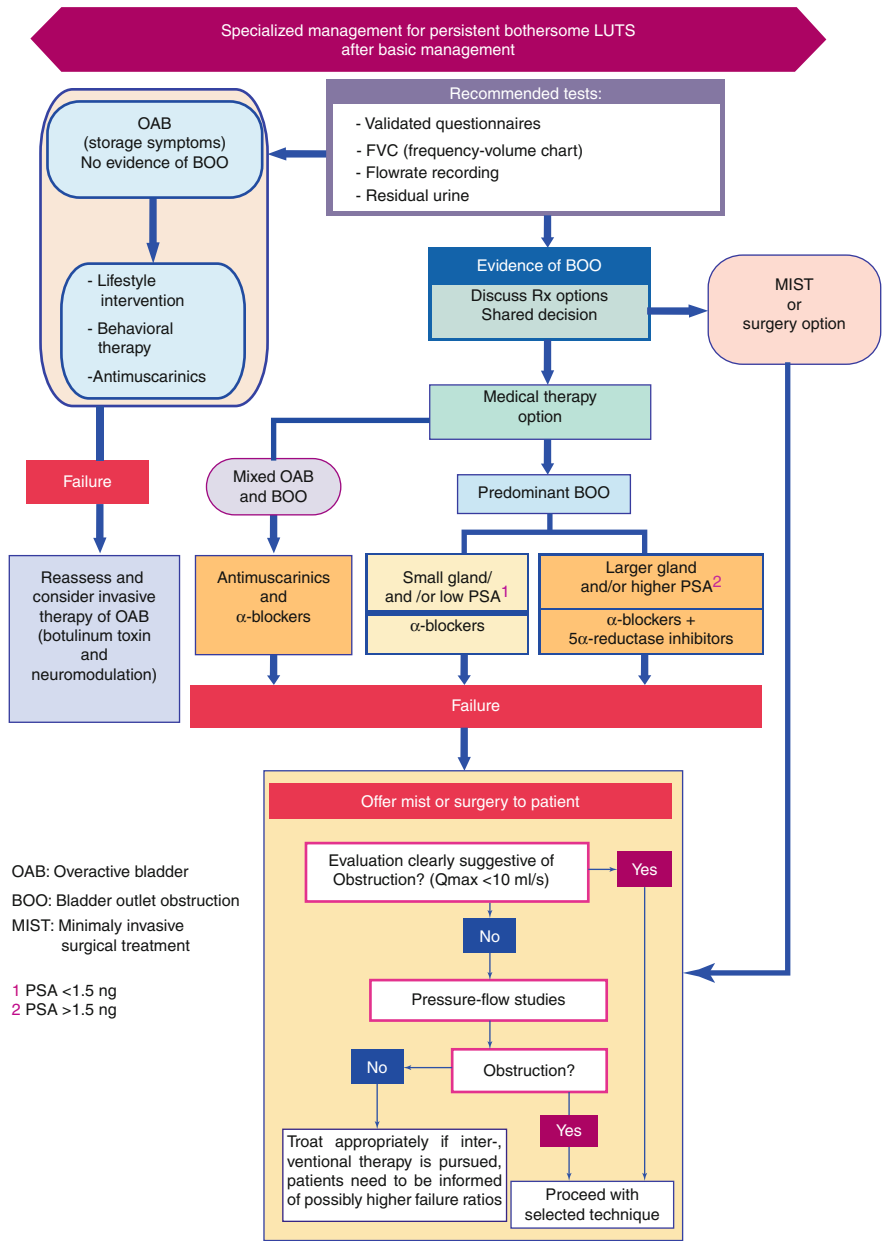 Specialized management for persistent bothersome LUTS
after basic management
Recommended tests:
- Validated questionnaires
- FVC (frequency-volume chart)
- Flowrate recording
- Residual urine
OAB
(storage symptoms)
No evidence of BOO
- Lifestyle
intervention
- Behavioral
therapy
-Antimuscarinics
Evidence of BOO
Discuss Rx options
Shared decision
MIST
or
surgery option
Medical therapy
option
Failure
Mixed OAB
and BOO
Predominant BOO
Reassess and
consider invasive
therapy of OAB
(botulinum toxin
and
neuromodulation)
Antimuscarinics
and
α-blockers
Small gland/
and /or low PSA1
α-blockers
Larger gland
and/or higher PSA2
α-blockers +
5α-reductase inhibitors
Failure
Offer mist or surgery to patient
Evaluation clearly suggestive of
Obstruction? (Qmax <10 ml/s)
Yes
No
Pressure-flow studies
Obstruction?
No
Yes
Troat appropriately if inter-,
ventional therapy is pursued,
patients need to be informed
of possibly higher failure ratios
Proceed with
selected technique
OAB: Overactive bladder
BOO: Bladder outlet obstruction
MIST: Minimaly invasive
surgical treatment
1 PSA <1.5 ng
2 PSA >1.5 ng